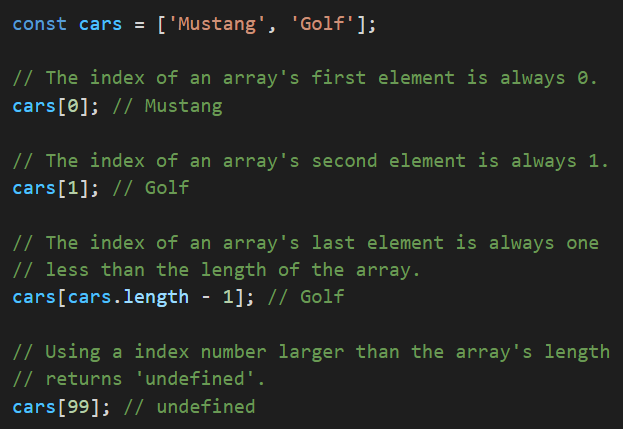 const cars = ['Mustang', 'Golf'];
// The index of an array's first element is always 0.
cars[0]; // Mustang
// The index of an array's second element is always 1.
cars[1]; // Golf
// The index of an array's last element is always one
// less than the length of the array.
cars[cars.length - 1]; // Golf
// Using a index number larger than the array's length
// returns 'undefined'.
cars[99]; // undefined